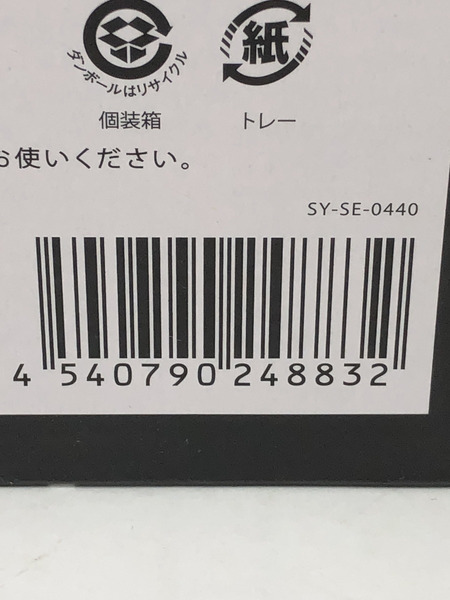 ダンボールはリサイクル
紙
個装箱
トレー
お使いください。
SY-SE-0440
4 540790 248832